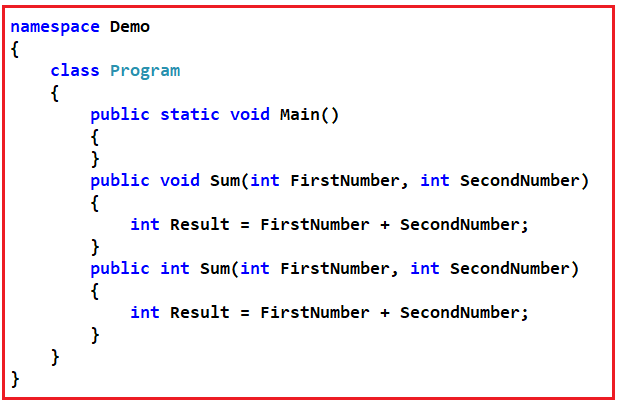 namespace Demo
{
    class Program
    {
        public static void Main()
        {
        }
        public void Sum(int FirstNumber, int SecondNumber)
        {
            int Result = FirstNumber + SecondNumber;
        }
        public int Sum(int FirstNumber, int SecondNumber)
        {
            int Result = FirstNumber + SecondNumber;
        }
    }
}